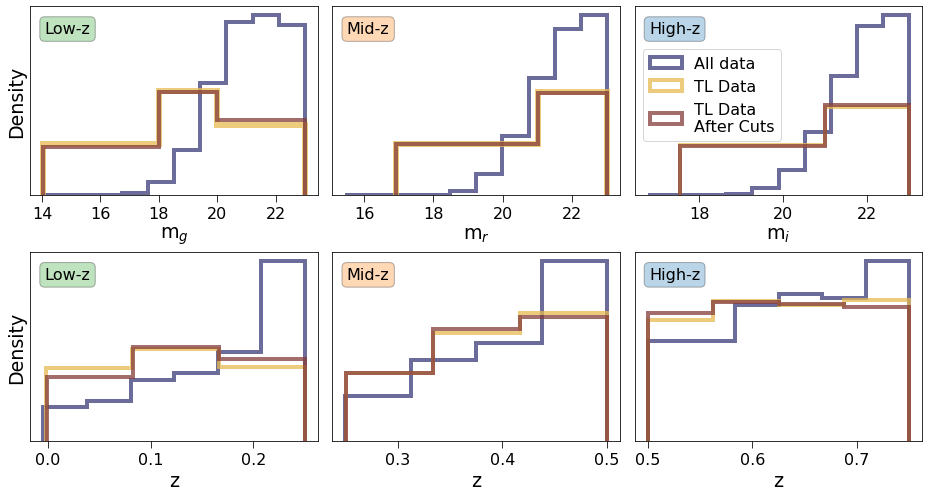 Low-z
Mid-z
High-z
All data
TL Data
TL Data
After Cuts
Density
14 16 18 20 22
16 18 20 22
18 20 22
m_g
m_r
m_i
Low-z
Mid-z
High-z
Density
0.0 0.1 0.2
0.3 0.4 0.5
0.5 0.6 0.7
z
z
z